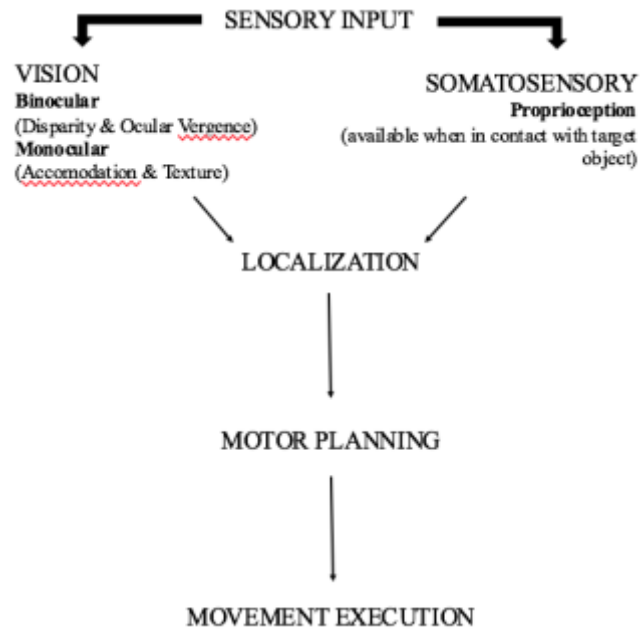 SENSORY INPUT
VISION
Binocular
(Disparity & Ocular Vergence)
Monocular
(Accomodation & Texture)
SOMATOSENSORY
Proprioception
(available when in contact with target
object)
LOCALIZATION
MOTOR PLANNING
MOVEMENT EXECUTION